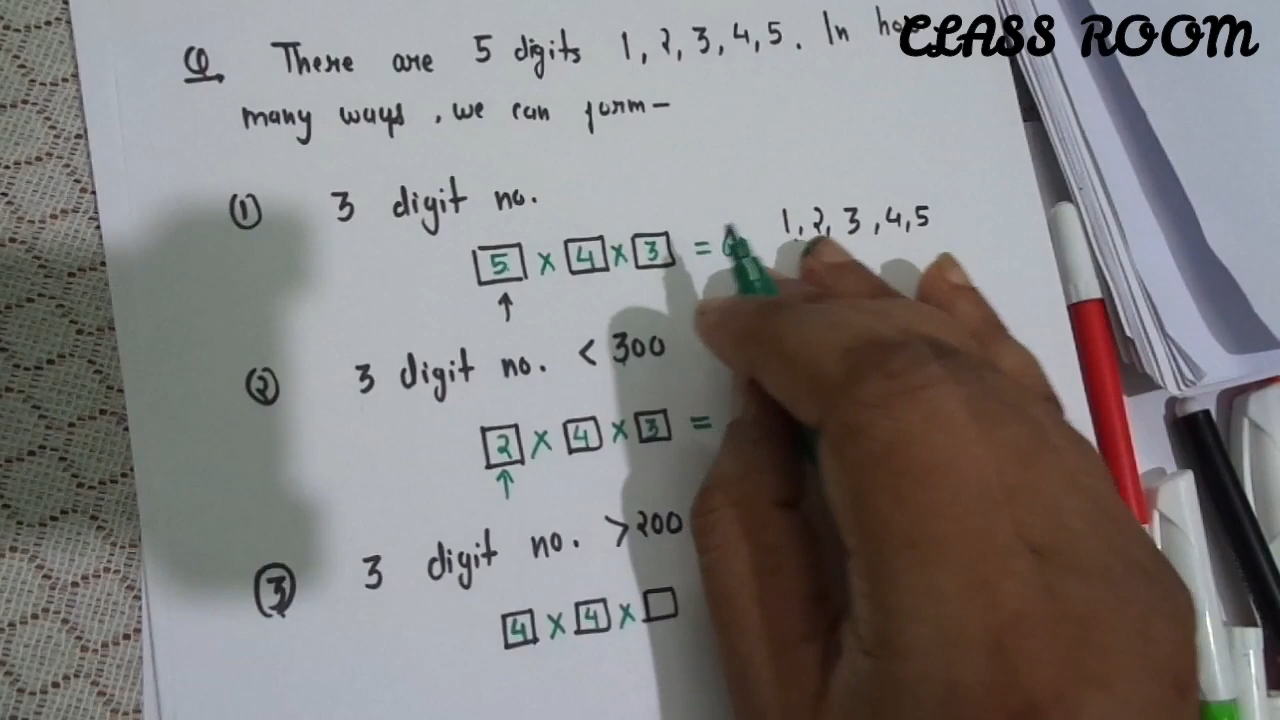 CLASS ROOM
Q There are 5 digits 1, 2, 3, 4, 5. In
many ways, we can form-
(1) 3 digit no.
1, 2, 3, 4, 5
5 × 4 × 3 =
↑
(2) 3 digit no. < 300
2 × 4 × 3 =
↑
(3) 3 digit no. > 200
4 × 4 ×